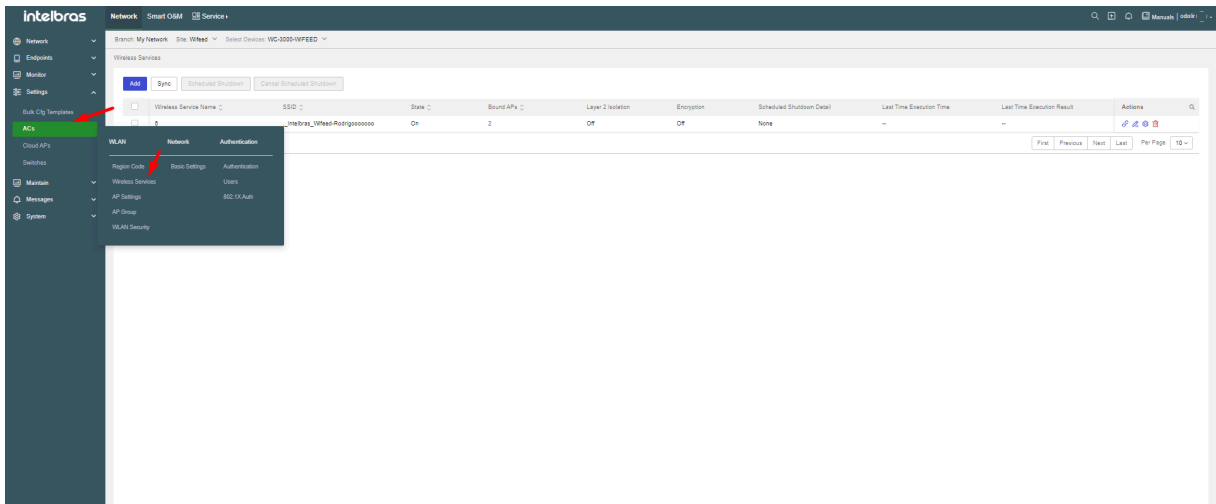 intelbras Network Smart O&M Service Manuals
Network
Endpoints
Monitor
Settings
Bulk Cfg Templates
ACs
Cloud APs
Switches
Maintain
Messages
System
Branch: My Network Site: Wifeed Select Devices: WC-3000-WIFEED
Wireless Services
Add Sync Scheduled Shutdown Cancel Scheduled Shutdown
Wireless Service Name SSID State Bound APs Layer 2 Isolation Encryption Scheduled Shutdown Detail Last Time Execution Time Last Time Execution Result Actions
_Intelbras_Wifeed-Rodrigooooooo On 2 Off Off None -- --
First Previous Next Last Per Page 10
WLAN Network Authentication
Region Code Basic Settings Authentication
Wireless Services Users
AP Settings 802.1X Auth
AP Group
WLAN Security